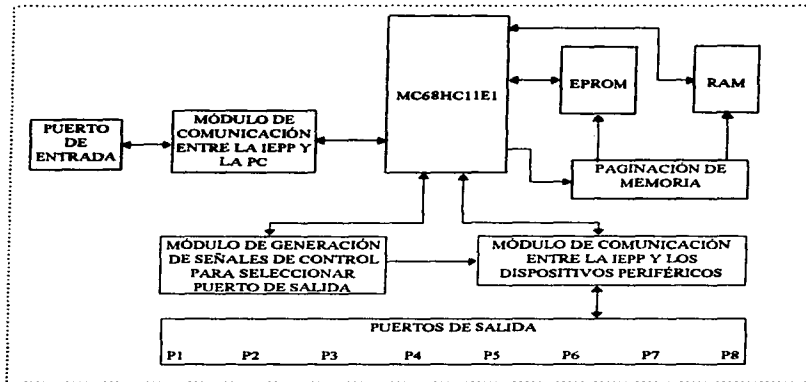 MC68HC11E1
EPROM
RAM
PUERTO
DE
ENTRADA
MÓDULO DE
COMUNICACIÓN
ENTRE LA IEPP Y
LA PC
PAGINACIÓN DE
MEMORIA
MÓDULO DE GENERACIÓN
DE SEÑALES DE CONTROL
PARA SELECCIONAR
PUERTO DE SALIDA
MÓDULO DE COMUNICACIÓN
ENTRE LA IEPP Y LOS
DISPOSITIVOS PERIFÉRICOS
PUERTOS DE SALIDA
P1 P2 P3 P4 P5 P6 P7 P8